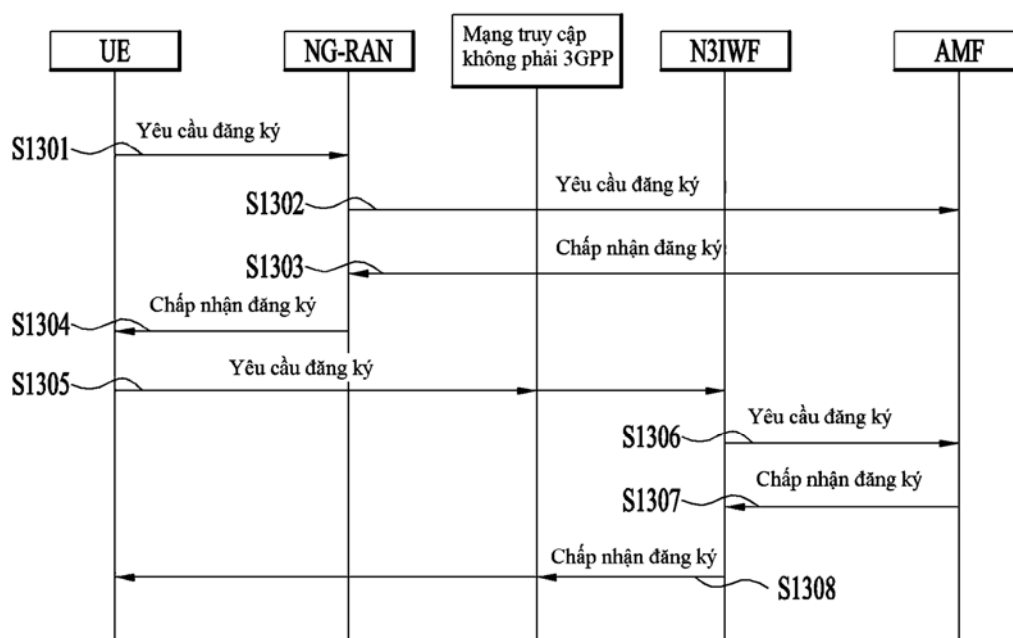 UE
NG-RAN
Mạng truy cập
không phải 3GPP
N3IWF
AMF
Yêu cầu đăng ký
S1301
Yêu cầu đăng ký
S1302
Chấp nhận đăng ký
S1303
Chấp nhận đăng ký
S1304
Yêu cầu đăng ký
S1305
Yêu cầu đăng ký
S1306
Chấp nhận đăng ký
S1307
Chấp nhận đăng ký
S1308